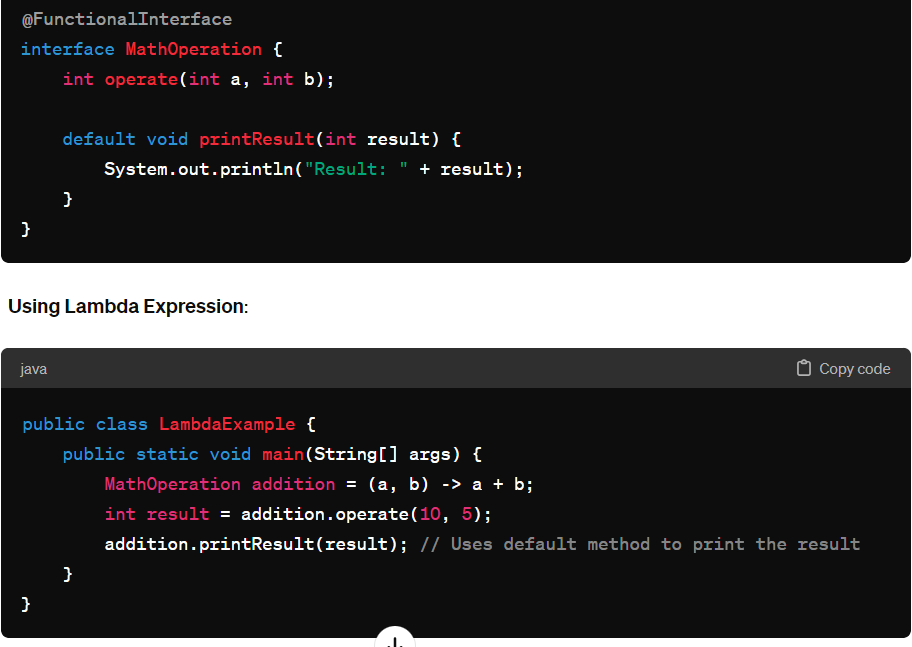 @FunctionalInterface
interface MathOperation {
    int operate(int a, int b);
    default void printResult(int result) {
        System.out.println("Result: " + result);
    }
}
Using Lambda Expression:
java Copy code
public class LambdaExample {
    public static void main(String[] args) {
        MathOperation addition = (a, b) -> a + b;
        int result = addition.operate(10, 5);
        addition.printResult(result); // Uses default method to print the result
    }
}